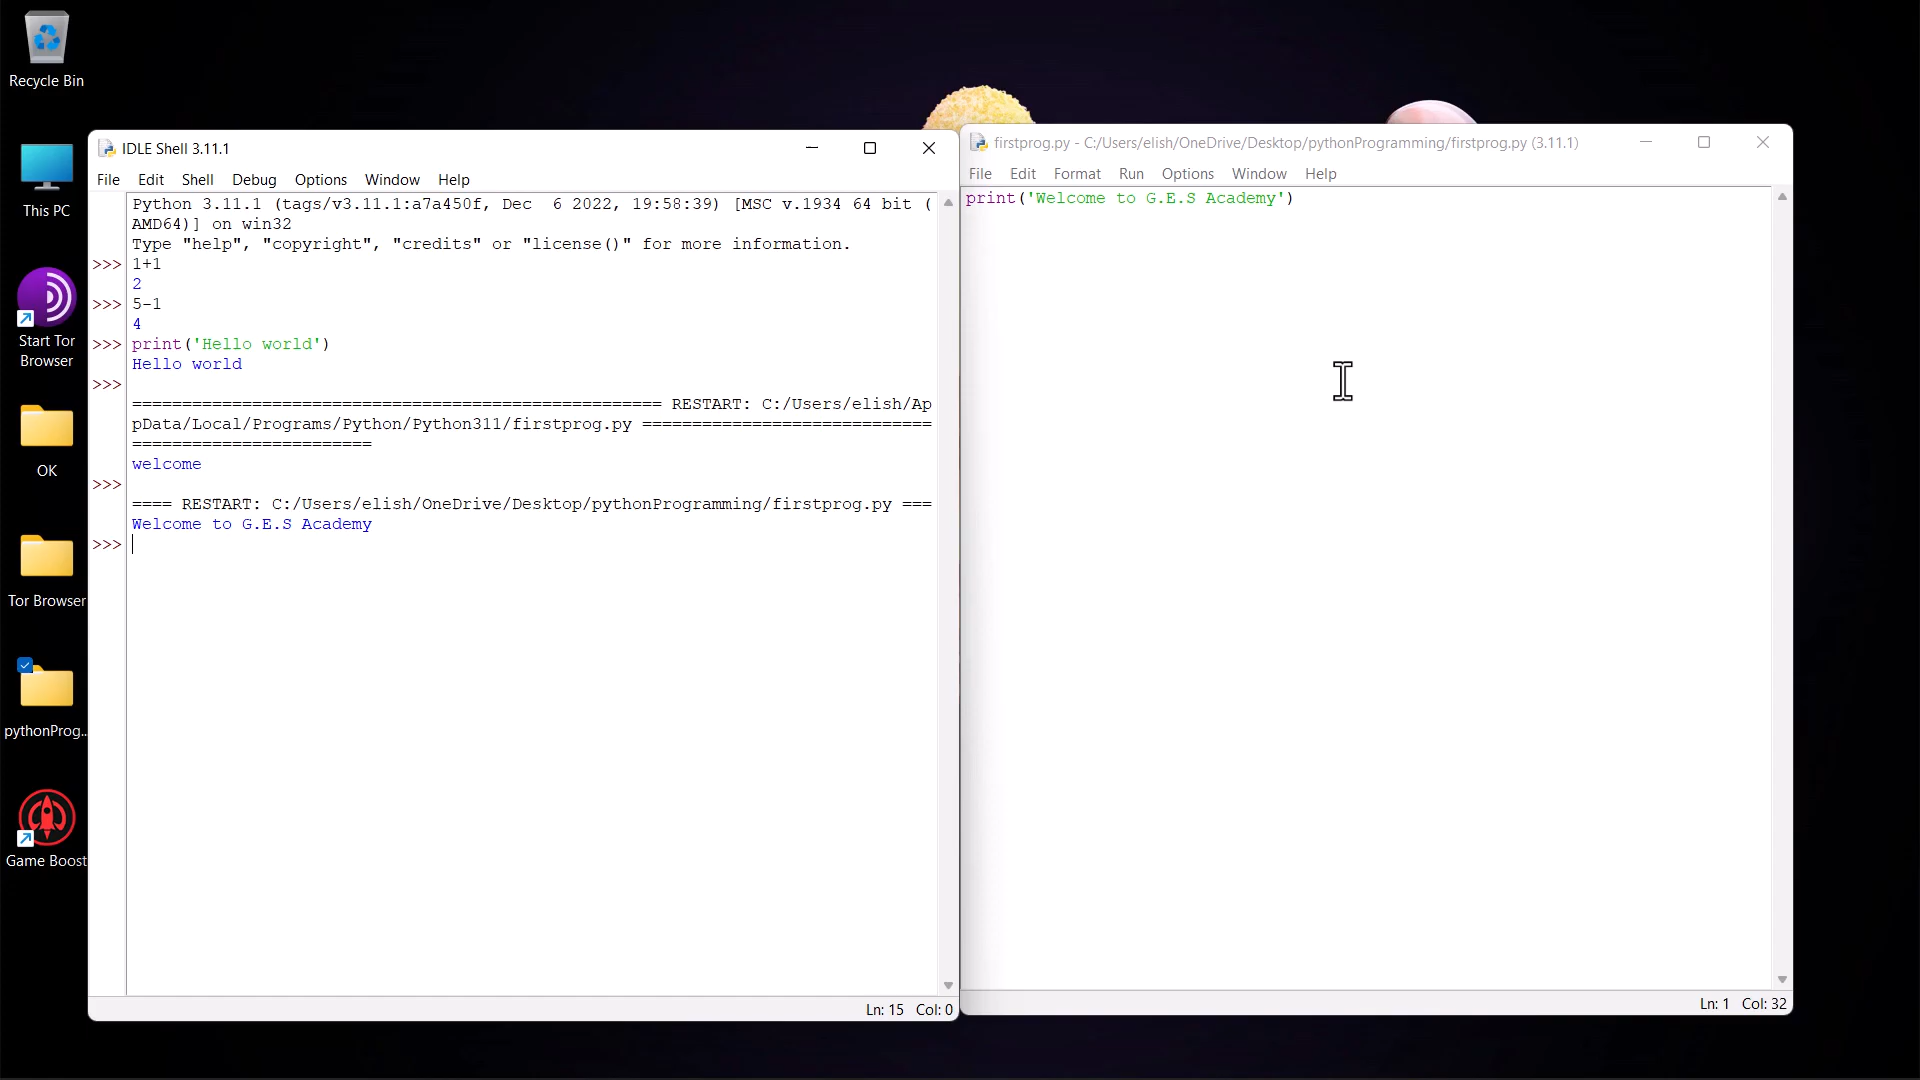 Recycle Bin
This PC
Start Tor
Browser
OK
Tor Browser
pythonProg...
Game Boost
IDLE Shell 3.11.1
File Edit Shell Debug Options Window Help
Python 3.11.1 (tags/v3.11.1:a7a450f, Dec  6 2022, 19:58:39) [MSC v.1934 64 bit (
AMD64)] on win32
Type "help", "copyright", "credits" or "license()" for more information.
>>> 1+1
2
>>> 5-1
4
>>> print('Hello world')
Hello world
>>>
===================================================== RESTART: C:/Users/elish/Ap
pData/Local/Programs/Python/Python311/firstprog.py =============================
========================
welcome
>>>
==== RESTART: C:/Users/elish/OneDrive/Desktop/pythonProgramming/firstprog.py ===
Welcome to G.E.S Academy
>>>
Ln: 15 Col: 0
firstprog.py - C:/Users/elish/OneDrive/Desktop/pythonProgramming/firstprog.py (3.11.1)
File Edit Format Run Options Window Help
print('Welcome to G.E.S Academy')
Ln: 1 Col: 32